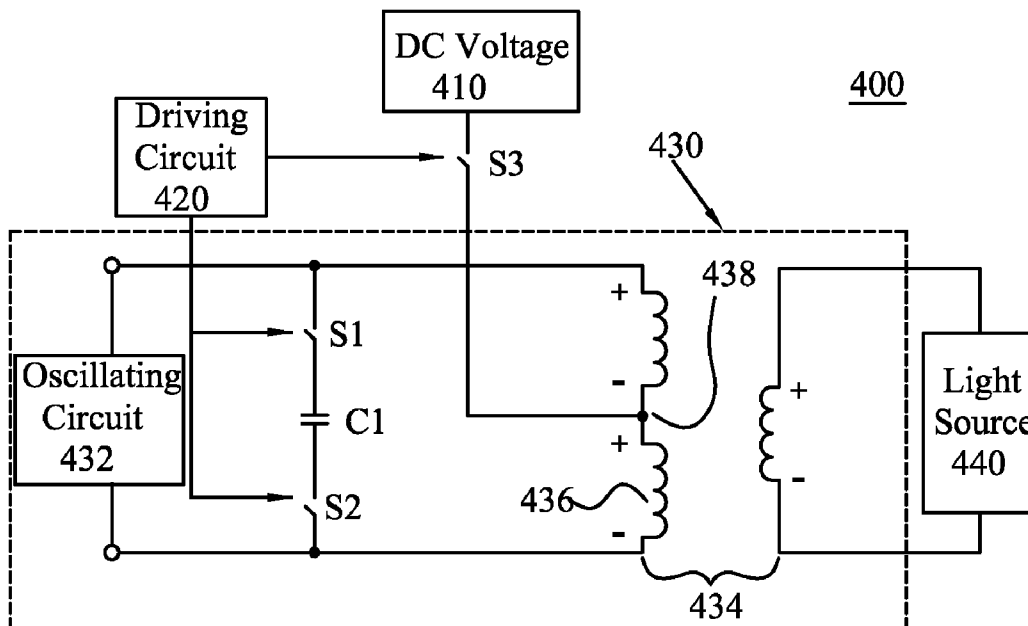 DC Voltage
410
400
Driving
Circuit
420
S3
430
438
+
+
S1
-
Oscillating
Circuit
432
C1
Light
Source
440
+
+
436
S2
-
-
434